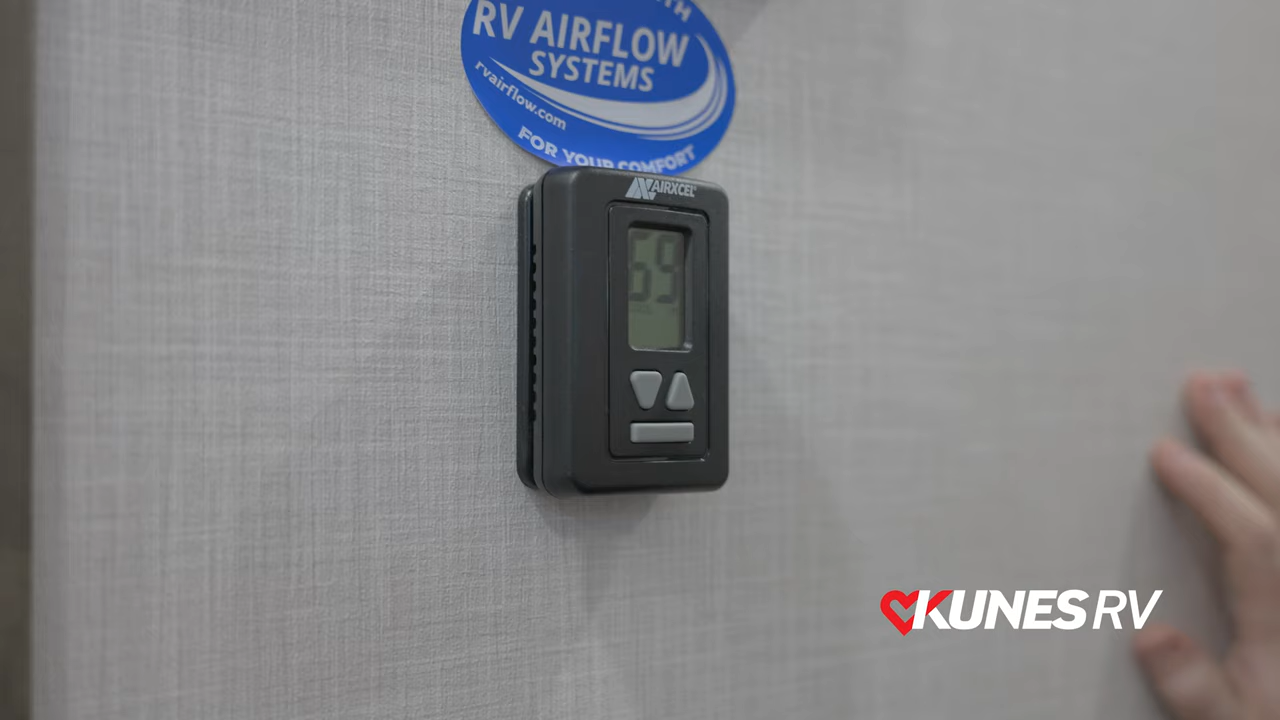 RV AIRFLOW
SYSTEMS
rvairflow.com
FOR YOUR COMFORT
AIRXCEL
69
KUNES RV